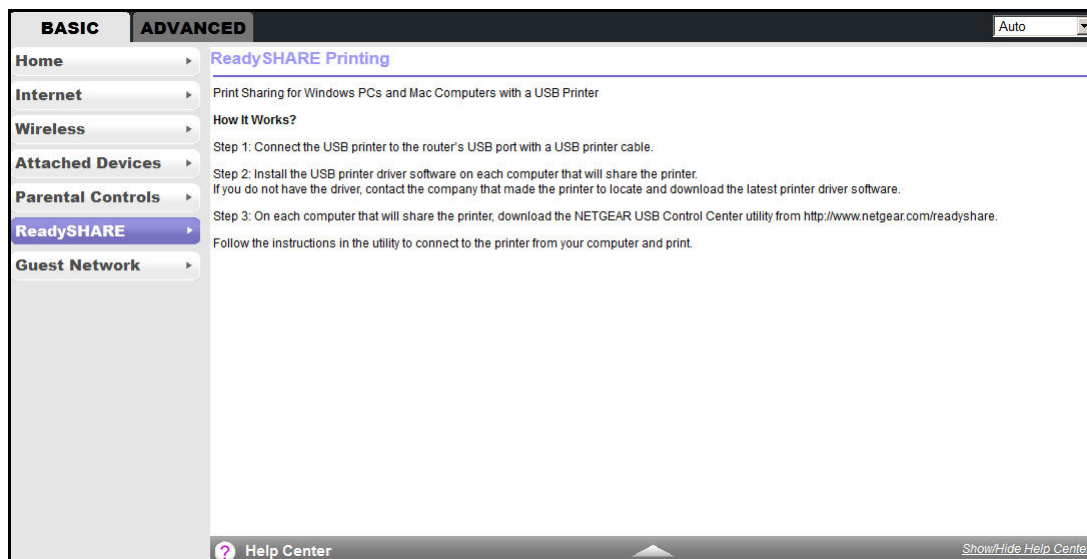 BASIC
ADVANCED
Auto
Home
Internet
Wireless
Attached Devices
Parental Controls
ReadySHARE
Guest Network
ReadySHARE Printing
Print Sharing for Windows PCs and Mac Computers with a USB Printer
How It Works?
Step 1: Connect the USB printer to the router's USB port with a USB printer cable.
Step 2: Install the USB printer driver software on each computer that will share the printer.
If you do not have the driver, contact the company that made the printer to locate and download the latest printer driver software.
Step 3: On each computer that will share the printer, download the NETGEAR USB Control Center utility from http://www.netgear.com/readyshare.
Follow the instructions in the utility to connect to the printer from your computer and print.
? Help Center
Show/Hide Help Center